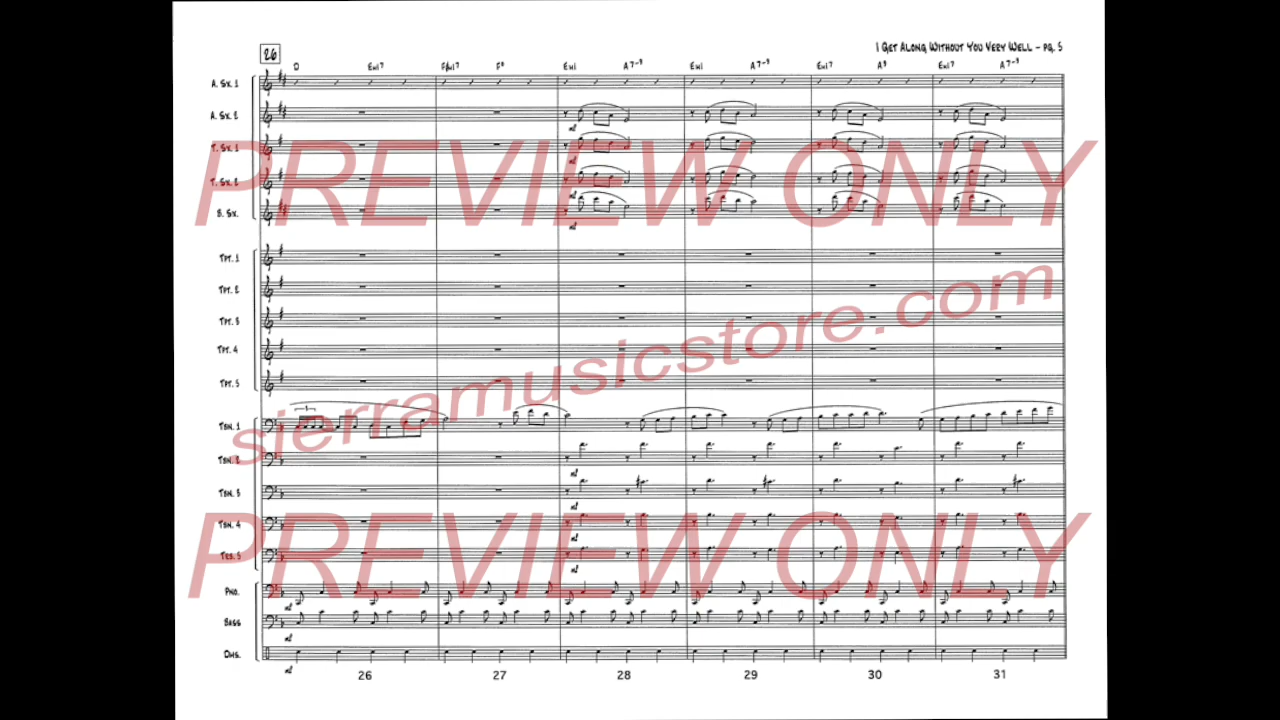 26
I Get Along Without You Very Well – pg. 5
D Emi7 F#mi7 F° Emi A7-9 Emi A7-9 Emi7 A9 Emi7 A7-9
A. Sx. 1
A. Sx. 2
T. Sx. 1
T. Sx. 2
B. Sx.
PREVIEW ONLY
Tpt. 1
Tpt. 2
Tpt. 3
Tpt. 4
Tpt. 5
sierramusicstore.com
Tbn. 1
3
Tbn. 2
Tbn. 3
Tbn. 4
Tbn. 5
PREVIEW ONLY
Pno.
Bass
Dms.
26 27 28 29 30 31